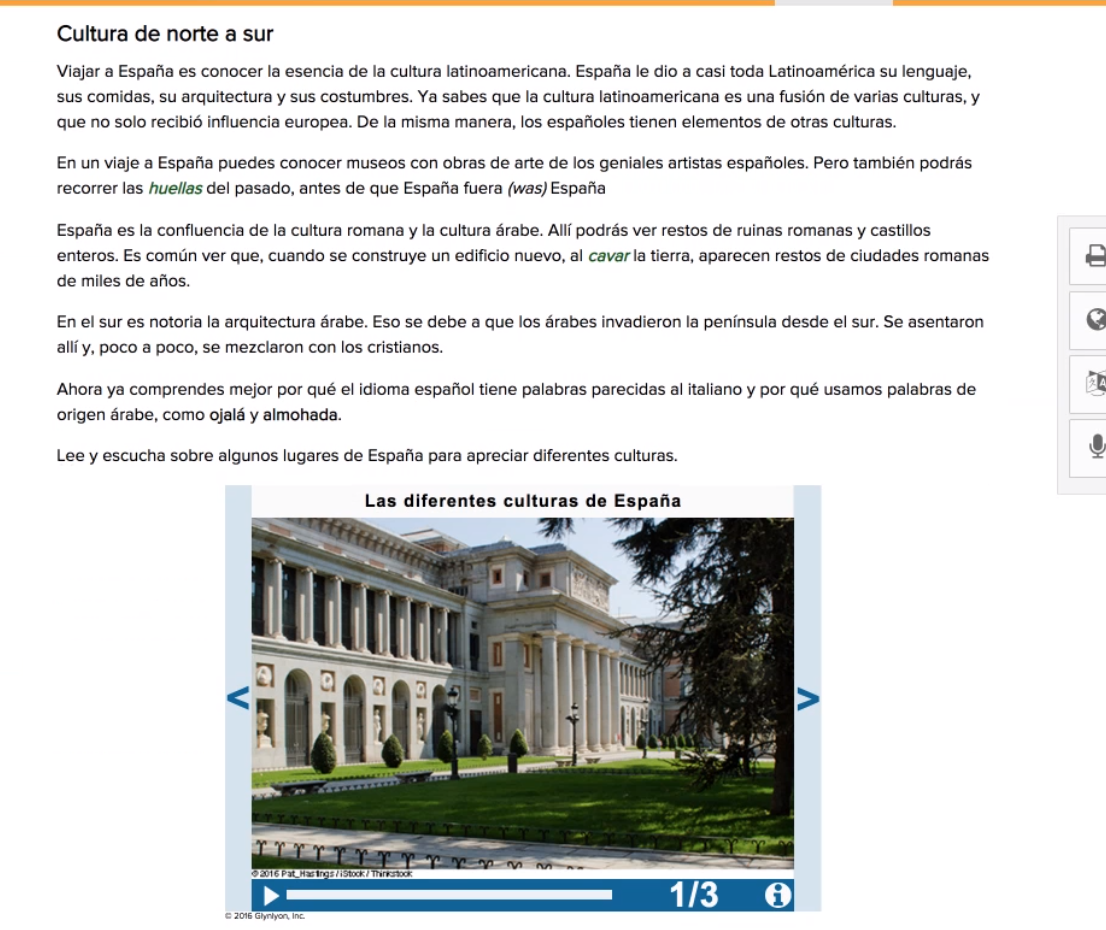 Cultura de norte a sur
Viajar a España es conocer la esencia de la cultura latinoamericana. España le dio a casi toda Latinoamérica su lenguaje,
sus comidas, su arquitectura y sus costumbres. Ya sabes que la cultura latinoamericana es una fusión de varias culturas, y
que no solo recibió influencia europea. De la misma manera, los españoles tienen elementos de otras culturas.
En un viaje a España puedes conocer museos con obras de arte de los geniales artistas españoles. Pero también podrás
recorrer las huellas del pasado, antes de que España fuera (was) España
España es la confluencia de la cultura romana y la cultura árabe. Allí podrás ver restos de ruinas romanas y castillos
enteros. Es común ver que, cuando se construye un edificio nuevo, al cavar la tierra, aparecen restos de ciudades romanas
de miles de años.
En el sur es notoria la arquitectura árabe. Eso se debe a que los árabes invadieron la península desde el sur. Se asentaron
allí y, poco a poco, se mezclaron con los cristianos.
Ahora ya comprendes mejor por qué el idioma español tiene palabras parecidas al italiano y por qué usamos palabras de
origen árabe, como ojalá y almohada.
Lee y escucha sobre algunos lugares de España para apreciar diferentes culturas.
Las diferentes culturas de España
© 2016 Pat_Hastings / iStock / Thinkstock
1/3
© 2016 Glynlyon, Inc.